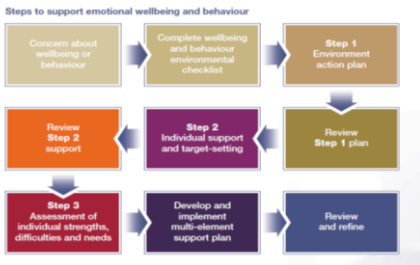 Steps to support emotional wellbeing and behaviour
Concern about
wellbeing or
behaviour
Complete wellbeing
and behaviour
environmental
checklist
Step 1
Environment
action plan
Review
Step 1 plan
Step 2
Individual support
and target-setting
Review
Step 2
support
Step 3
Assessment of
individual strengths,
difficulties and needs
Develop and
implement
multi-element
support plan
Review
and refine